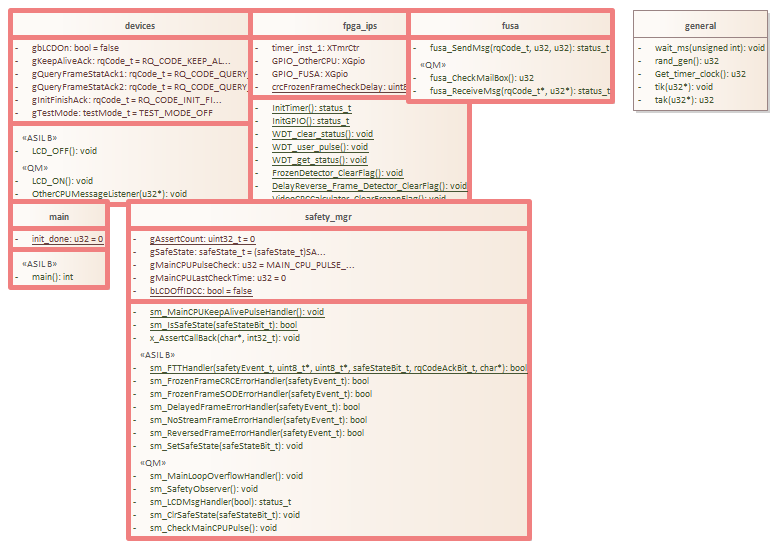 devices
- gbLCDOn: bool = false
- gKeepAliveAck: rqCode_t = RQ_CODE_KEEP_AL...
- gQueryFrameStatAck1: rqCode_t = RQ_CODE_QUERY_
- gQueryFrameStatAck2: rqCode_t = RQ_CODE_QUERY_
- gInitFinishAck: rqCode_t = RQ_CODE_INIT_FI...
- gTestMode: testMode_t = TEST_MODE_OFF
«ASIL B»
- LCD_OFF(): void
«QM»
- LCD_ON(): void
- OtherCPUMessageListener(u32*): void
fpga_ips
- timer_inst_1: XTmrCtr
- GPIO_OtherCPU: XGpio
- GPIO_FUSA: XGpio
- crcFrozenFrameCheckDelay: uint8
- InitTimer(): status_t
- InitGPIO(): status_t
- WDT_clear_status(): void
- WDT_user_pulse(): void
- WDT_get_status(): void
- FrozenDetector_ClearFlag(): void
- DelayReverse_Frame_Detector_ClearFlag(): void
- VideoCRCCalculator_ClearFrozenFlag(): void
fusa
- fusa_SendMsg(rqCode_t, u32, u32): status_t
«QM»
- fusa_CheckMailBox(): u32
- fusa_ReceiveMsg(rqCode_t*, u32*): status_t
general
- wait_ms(unsigned int): void
- rand_gen(): u32
- Get_timer_clock(): u32
- tik(u32*): void
- tak(u32*): u32
main
- init_done: u32 = 0
«ASIL B»
- main(): int
safety_mgr
- gAssertCount: uint32_t = 0
- gSafeState: safeState_t = (safeState_t)SA...
- gMainCPUPulseCheck: u32 = MAIN_CPU_PULSE_...
- gMainCPULastCheckTime: u32 = 0
- bLCDOffIDCC: bool = false
- sm_MainCPUKeepAlivePulseHandler(): void
- sm_IsSafeState(safeStateBit_t): bool
- x_AssertCallBack(char*, int32_t): void
«ASIL B»
- sm_FTTHandler(safetyEvent_t, uint8_t*, uint8_t*, safeStateBit_t, rqCodeAckBit_t, char*): bool
- sm_FrozenFrameCRCErrorHandler(safetyEvent_t): bool
- sm_FrozenFrameSODErrorHandler(safetyEvent_t): bool
- sm_DelayedFrameErrorHandler(safetyEvent_t): bool
- sm_NoStreamFrameErrorHandler(safetyEvent_t): bool
- sm_ReversedFrameErrorHandler(safetyEvent_t): bool
- sm_SetSafeState(safeStateBit_t): void
«QM»
- sm_MainLoopOverflowHandler(): void
- sm_SafetyObserver(): void
- sm_LCDMsgHandler(bool): status_t
- sm_ClrSafeState(safeStateBit_t): void
- sm_CheckMainCPUPulse(): void